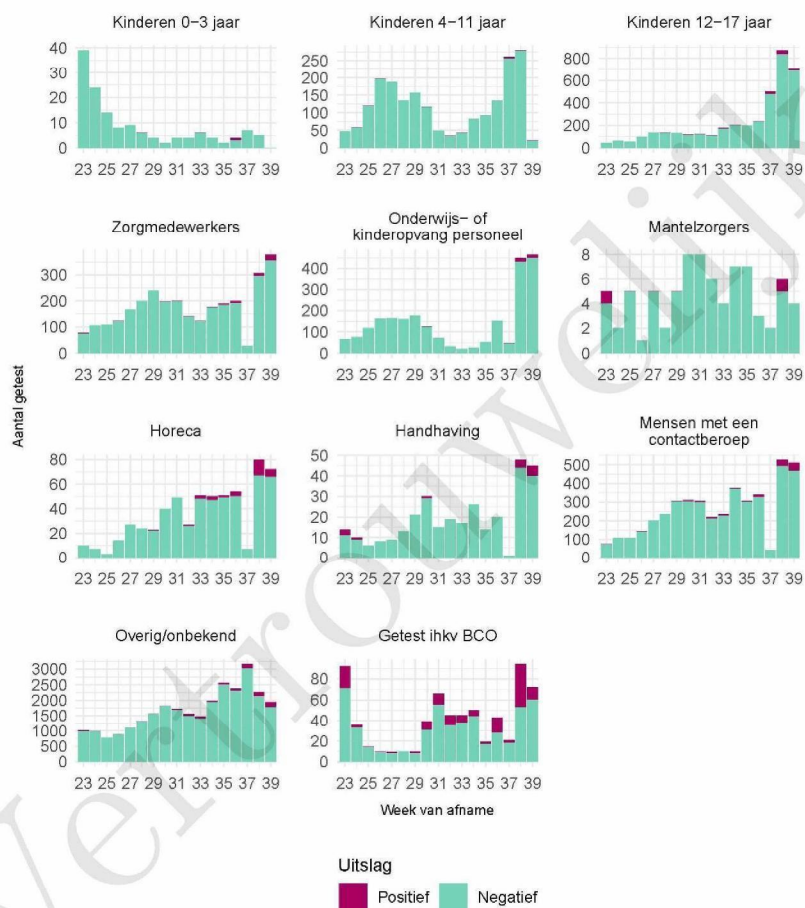 Kinderen 0−3 jaar
Kinderen 4−11 jaar
Kinderen 12−17 jaar
40
30
20
10
0
23 25 27 29 31 33 35 37 39
250
200
150
100
50
0
23 25 27 29 31 33 35 37 39
800
600
400
200
0
23 25 27 29 31 33 35 37 39
Zorgmedewerkers
Onderwijs− of
kinderopvang personeel
Mantelzorgers
300
200
100
0
23 25 27 29 31 33 35 37 39
400
300
200
100
0
23 25 27 29 31 33 35 37 39
8
6
4
2
0
23 25 27 29 31 33 35 37 39
Aantal getest
Horeca
Handhaving
Mensen met een
contactberoep
80
60
40
20
0
23 25 27 29 31 33 35 37 39
50
40
30
20
10
0
23 25 27 29 31 33 35 37 39
500
400
300
200
100
0
23 25 27 29 31 33 35 37 39
Overig/onbekend
Getest ihkv BCO
3000
2500
2000
1500
1000
500
0
23 25 27 29 31 33 35 37 39
80
60
40
20
0
23 25 27 29 31 33 35 37 39
Week van afname
Uitslag
Positief
Negatief
Vertrouwelijk